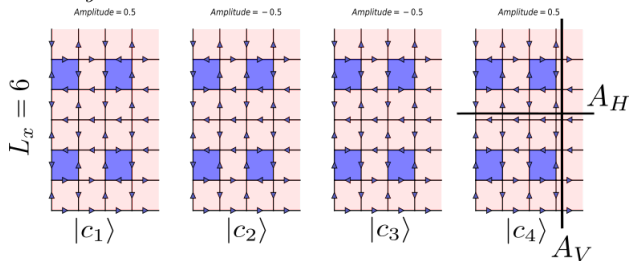 Amplitude = 0.5
Amplitude = − 0.5
Amplitude = − 0.5
Amplitude = 0.5
L_x = 6
A_H
|c_1⟩
|c_2⟩
|c_3⟩
|c_4⟩
A_V